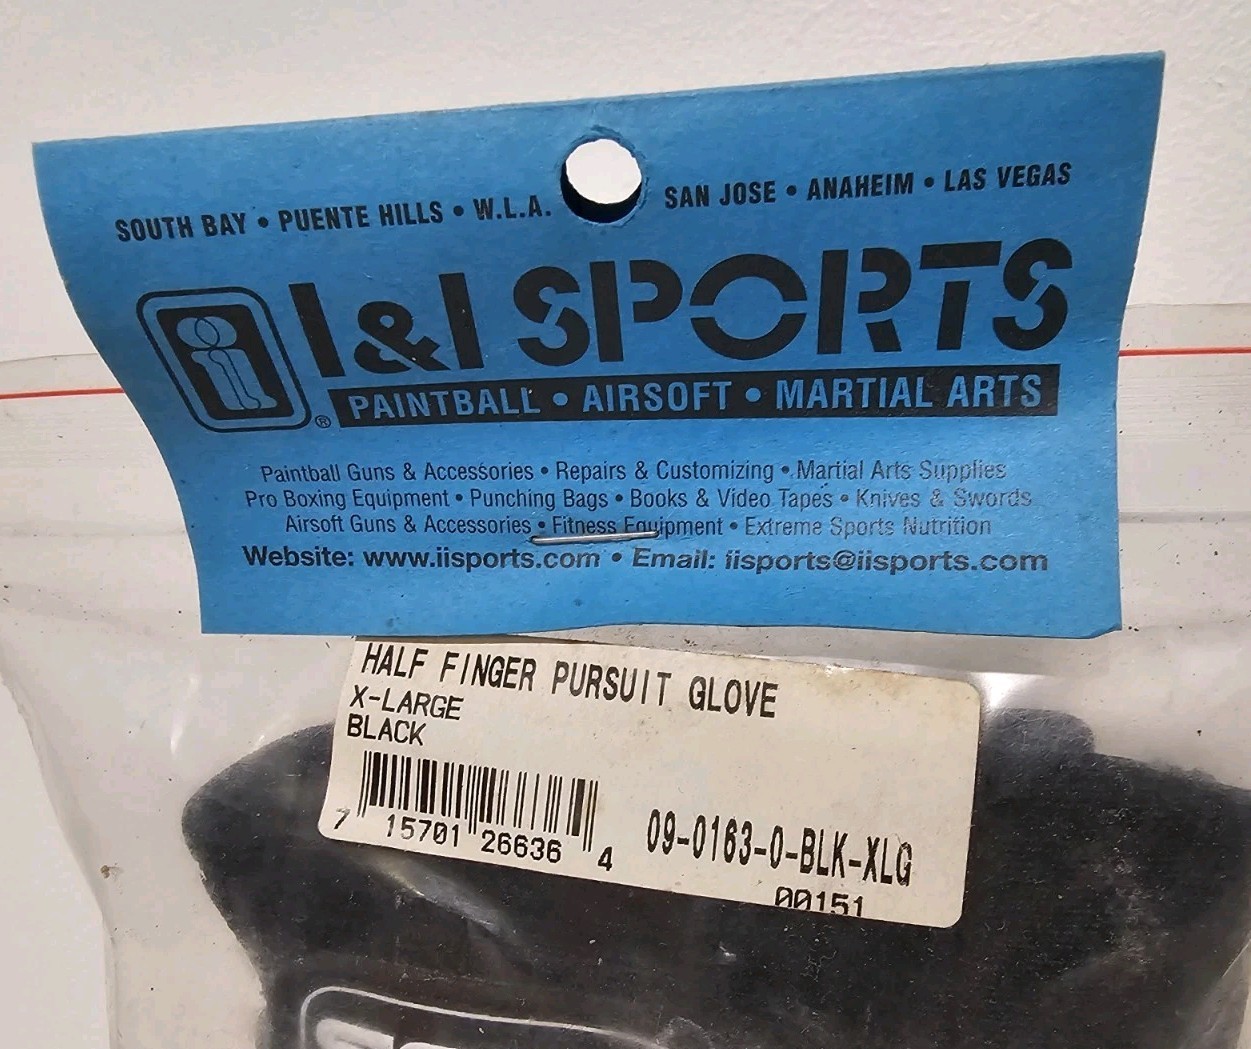 SOUTH BAY • PUENTE HILLS • W.L.A. SAN JOSE • ANAHEIM • LAS VEGAS
I&I SPORTS
®
PAINTBALL • AIRSOFT • MARTIAL ARTS
Paintball Guns & Accessories • Repairs & Customizing • Martial Arts Supplies
Pro Boxing Equipment • Punching Bags • Books & Video Tapes • Knives & Swords
Airsoft Guns & Accessories • Fitness Equipment • Extreme Sports Nutrition
Website: www.iisports.com • Email: iisports@iisports.com
HALF FINGER PURSUIT GLOVE
X-LARGE
BLACK
7 15701 26636 4
09-0163-0-BLK-XLG
00151